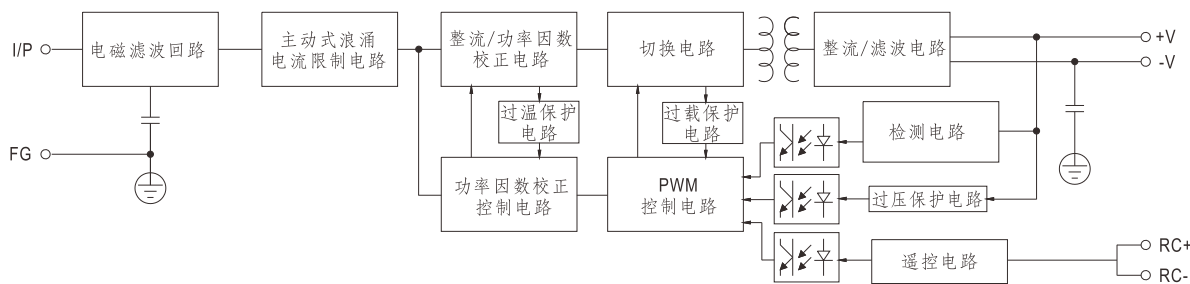 I/P
电磁滤波回路
主动式浪涌
电流限制电路
整流/功率因数
校正电路
切换电路
整流/滤波电路
+V
-V
过温保护
电路
过载保护
电路
检测电路
FG
功率因数校正
控制电路
PWM
控制电路
过压保护电路
遥控电路
RC+
RC-